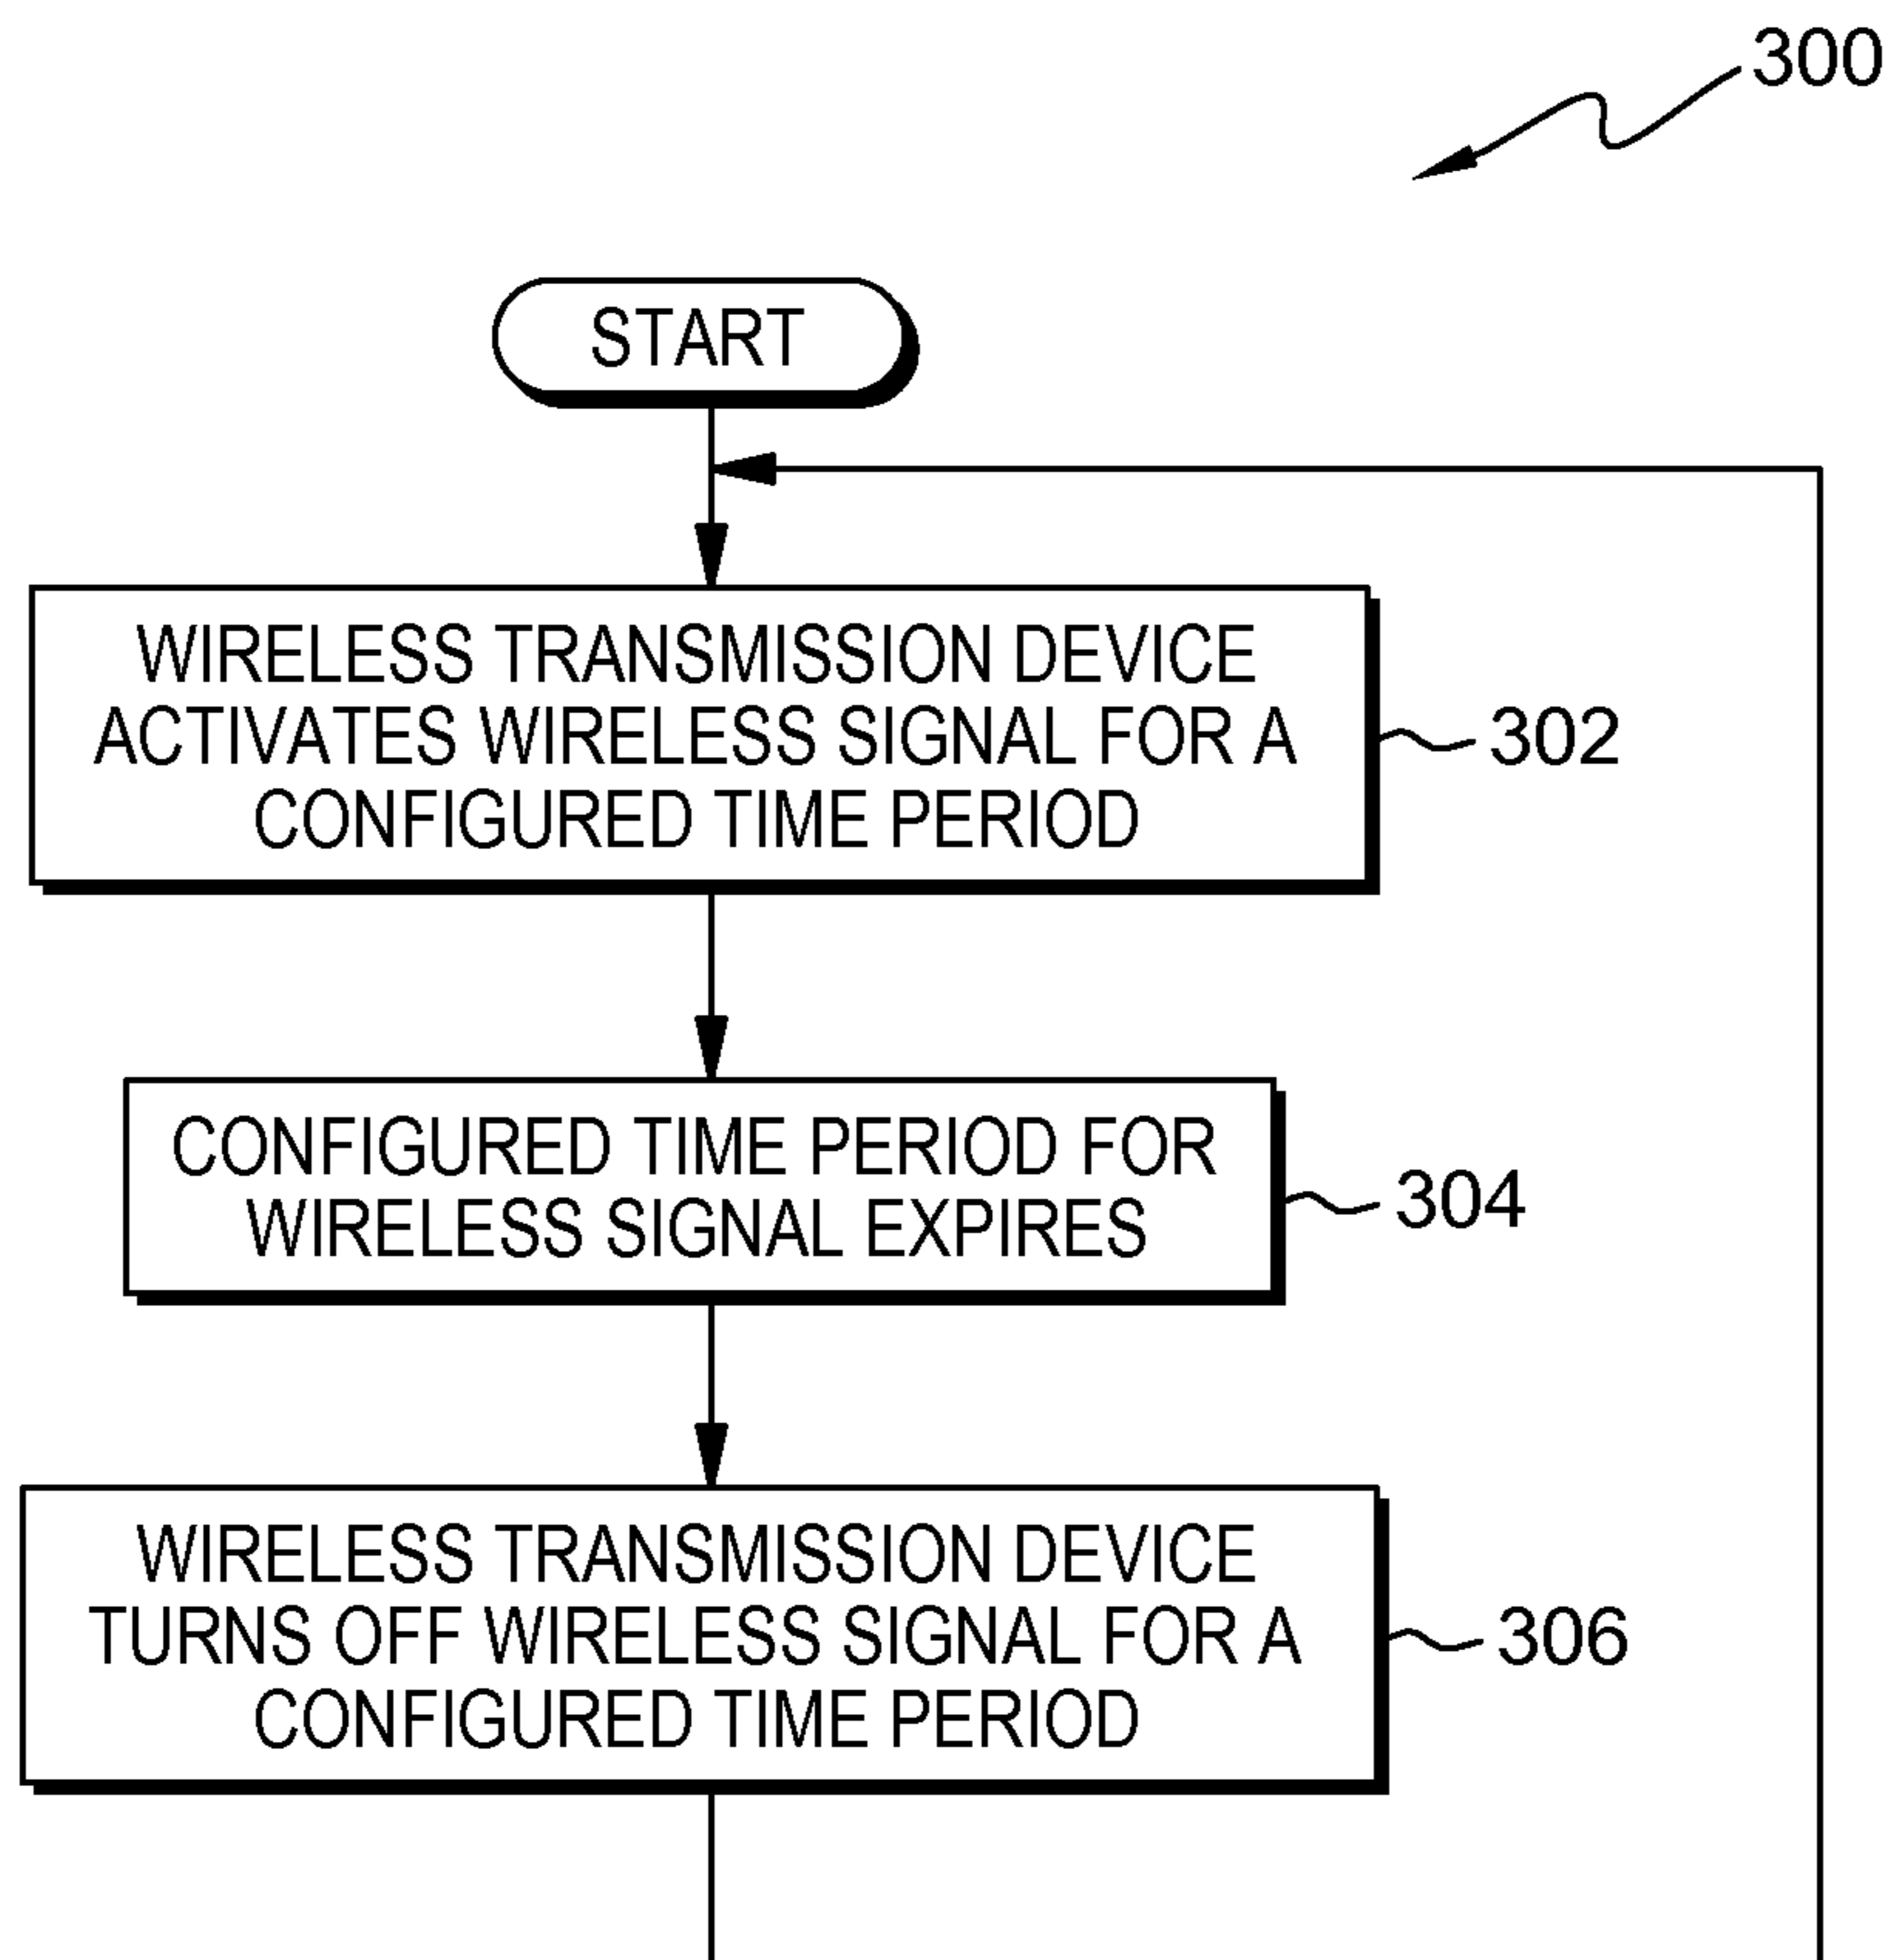 300
START
WIRELESS TRANSMISSION DEVICE
ACTIVATES WIRELESS SIGNAL FOR A
CONFIGURED TIME PERIOD
302
CONFIGURED TIME PERIOD FOR
WIRELESS SIGNAL EXPIRES
304
WIRELESS TRANSMISSION DEVICE
TURNS OFF WIRELESS SIGNAL FOR A
CONFIGURED TIME PERIOD
306